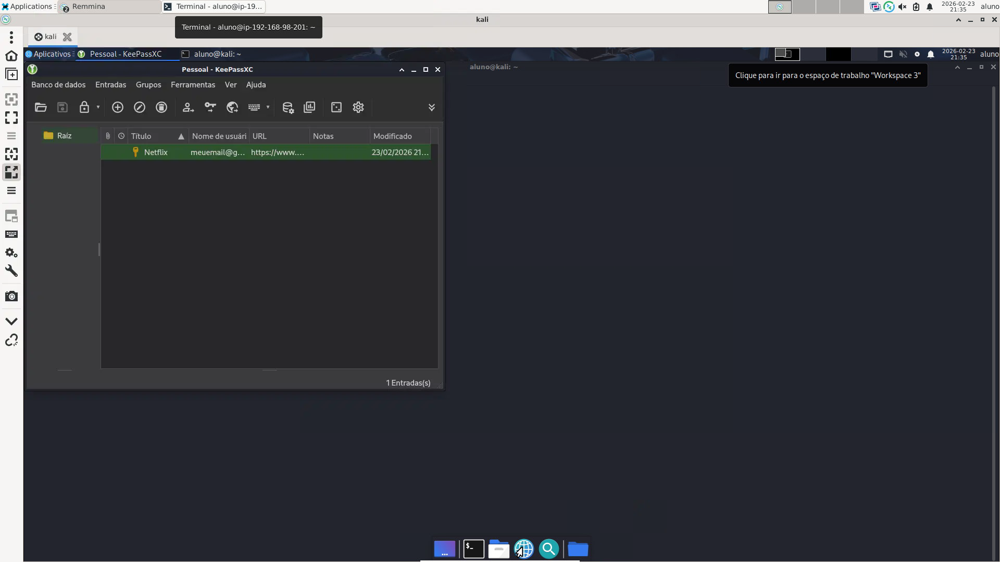 Applications
Remmina
Terminal - aluno@ip-19...
2026-02-23
21:35
aluno
kali
Terminal - aluno@ip-192-168-98-201: ~
kali
Aplicativos
Pessoal - KeePassXC
aluno@kali: ~
2026-02-23
21:35
aluno
Pessoal - KeePassXC
aluno@kali: ~
Clique para ir para o espaço de trabalho "Workspace 3"
Banco de dados
Entradas
Grupos
Ferramentas
Ver
Ajuda
Raíz
Título
Nome de usuári
URL
Notas
Modificado
Netflix
meuemail@g...
https://www....
23/02/2026 21...
1 Entradas(s)